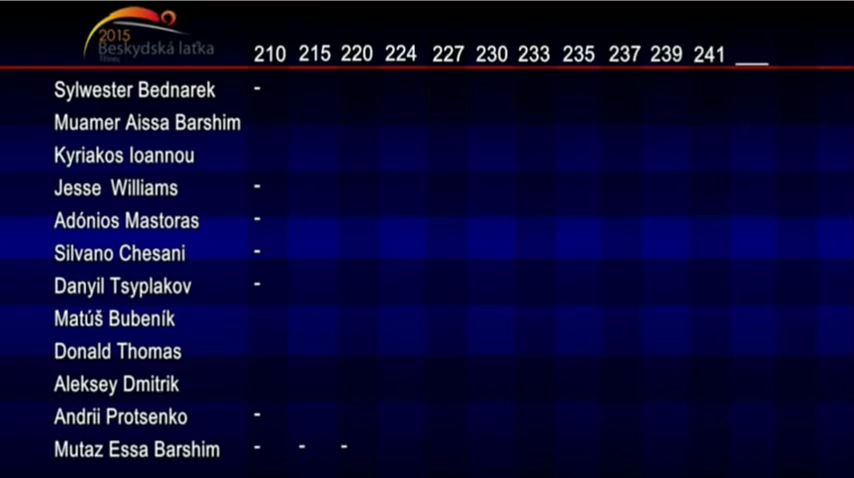 2015
Beskydská laťka
Třinec
210 215 220 224 227 230 233 235 237 239 241 ___
Sylwester Bednarek -
Muamer Aissa Barshim
Kyriakos Ioannou
Jesse Williams -
Adónios Mastoras -
Silvano Chesani -
Danyil Tsyplakov -
Matúš Bubeník
Donald Thomas
Aleksey Dmitrik
Andrii Protsenko -
Mutaz Essa Barshim - - -